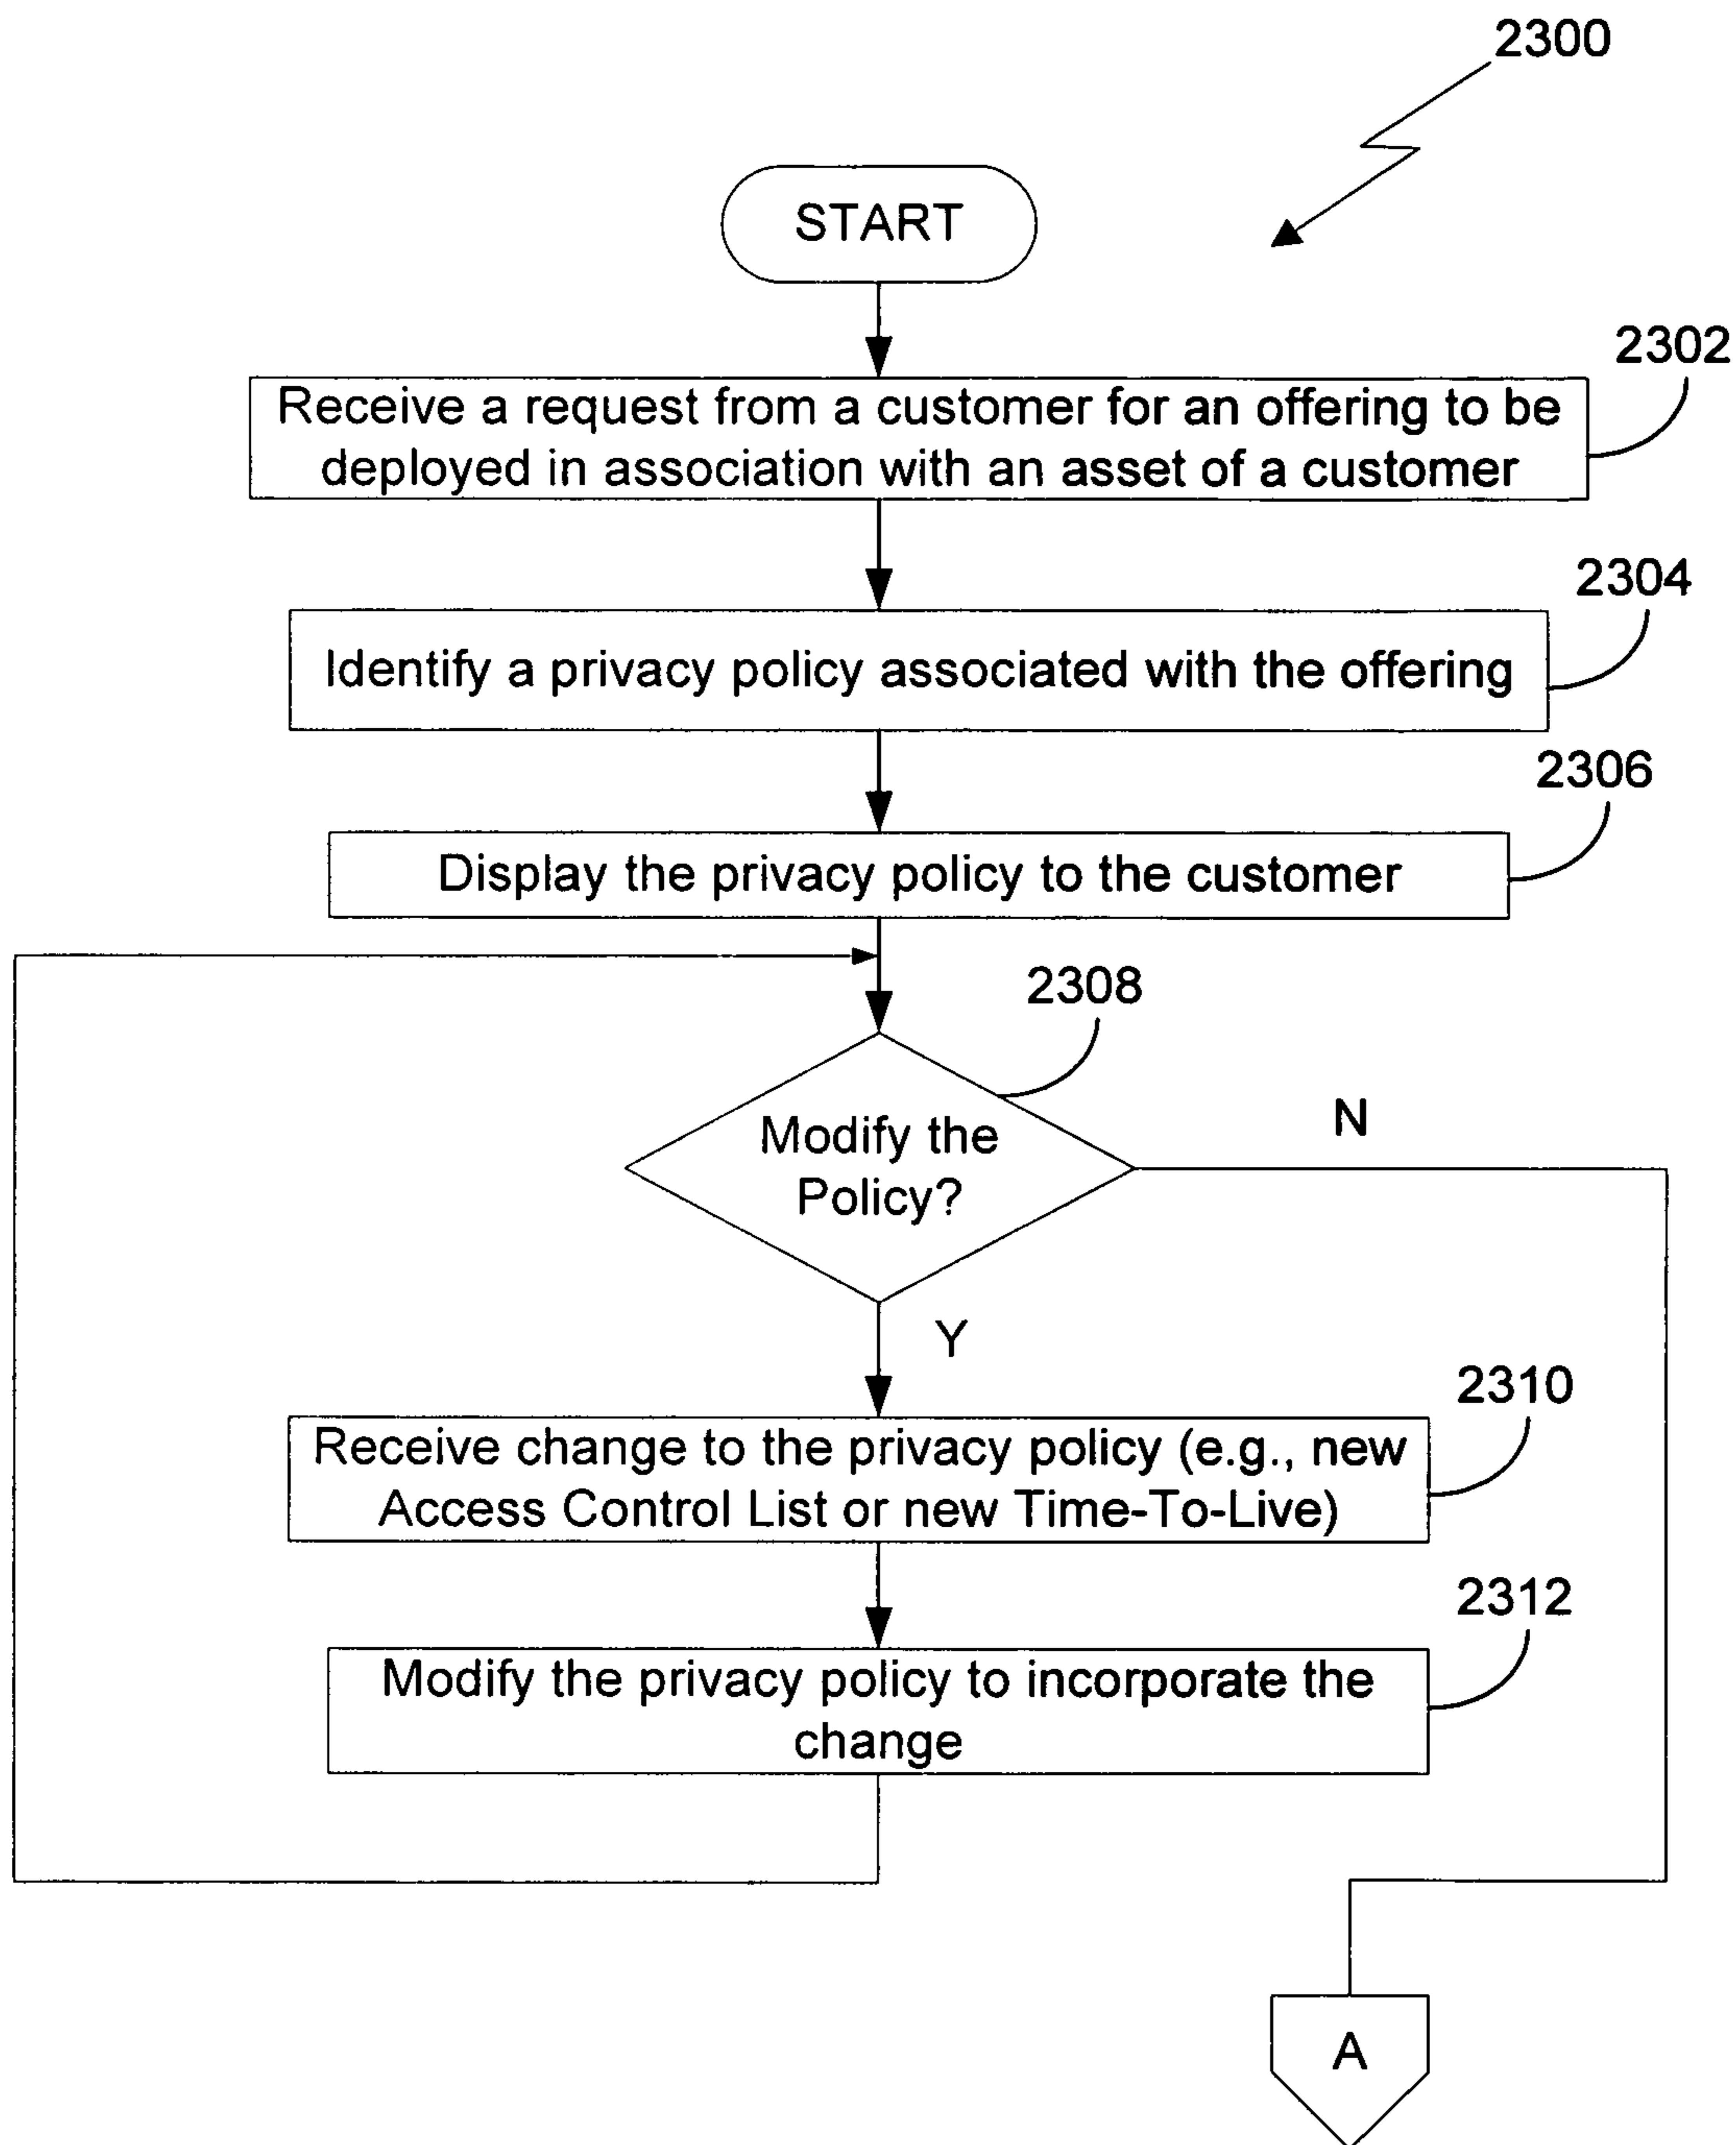 2300
START
2302
Receive a request from a customer for an offering to be
deployed in association with an asset of a customer
2304
Identify a privacy policy associated with the offering
2306
Display the privacy policy to the customer
2308
Modify the
Policy?
N
Y
2310
Receive change to the privacy policy (e.g., new
Access Control List or new Time-To-Live)
2312
Modify the privacy policy to incorporate the
change
A